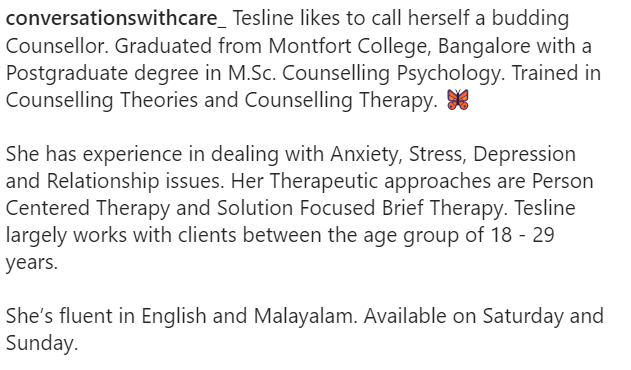 conversationswithcare_ Tesline likes to call herself a budding
Counsellor. Graduated from Montfort College, Bangalore with a
Postgraduate degree in M.Sc. Counselling Psychology. Trained in
Counselling Theories and Counselling Therapy. 🦋
She has experience in dealing with Anxiety, Stress, Depression
and Relationship issues. Her Therapeutic approaches are Person
Centered Therapy and Solution Focused Brief Therapy. Tesline
largely works with clients between the age group of 18 - 29
years.
She’s fluent in English and Malayalam. Available on Saturday and
Sunday.